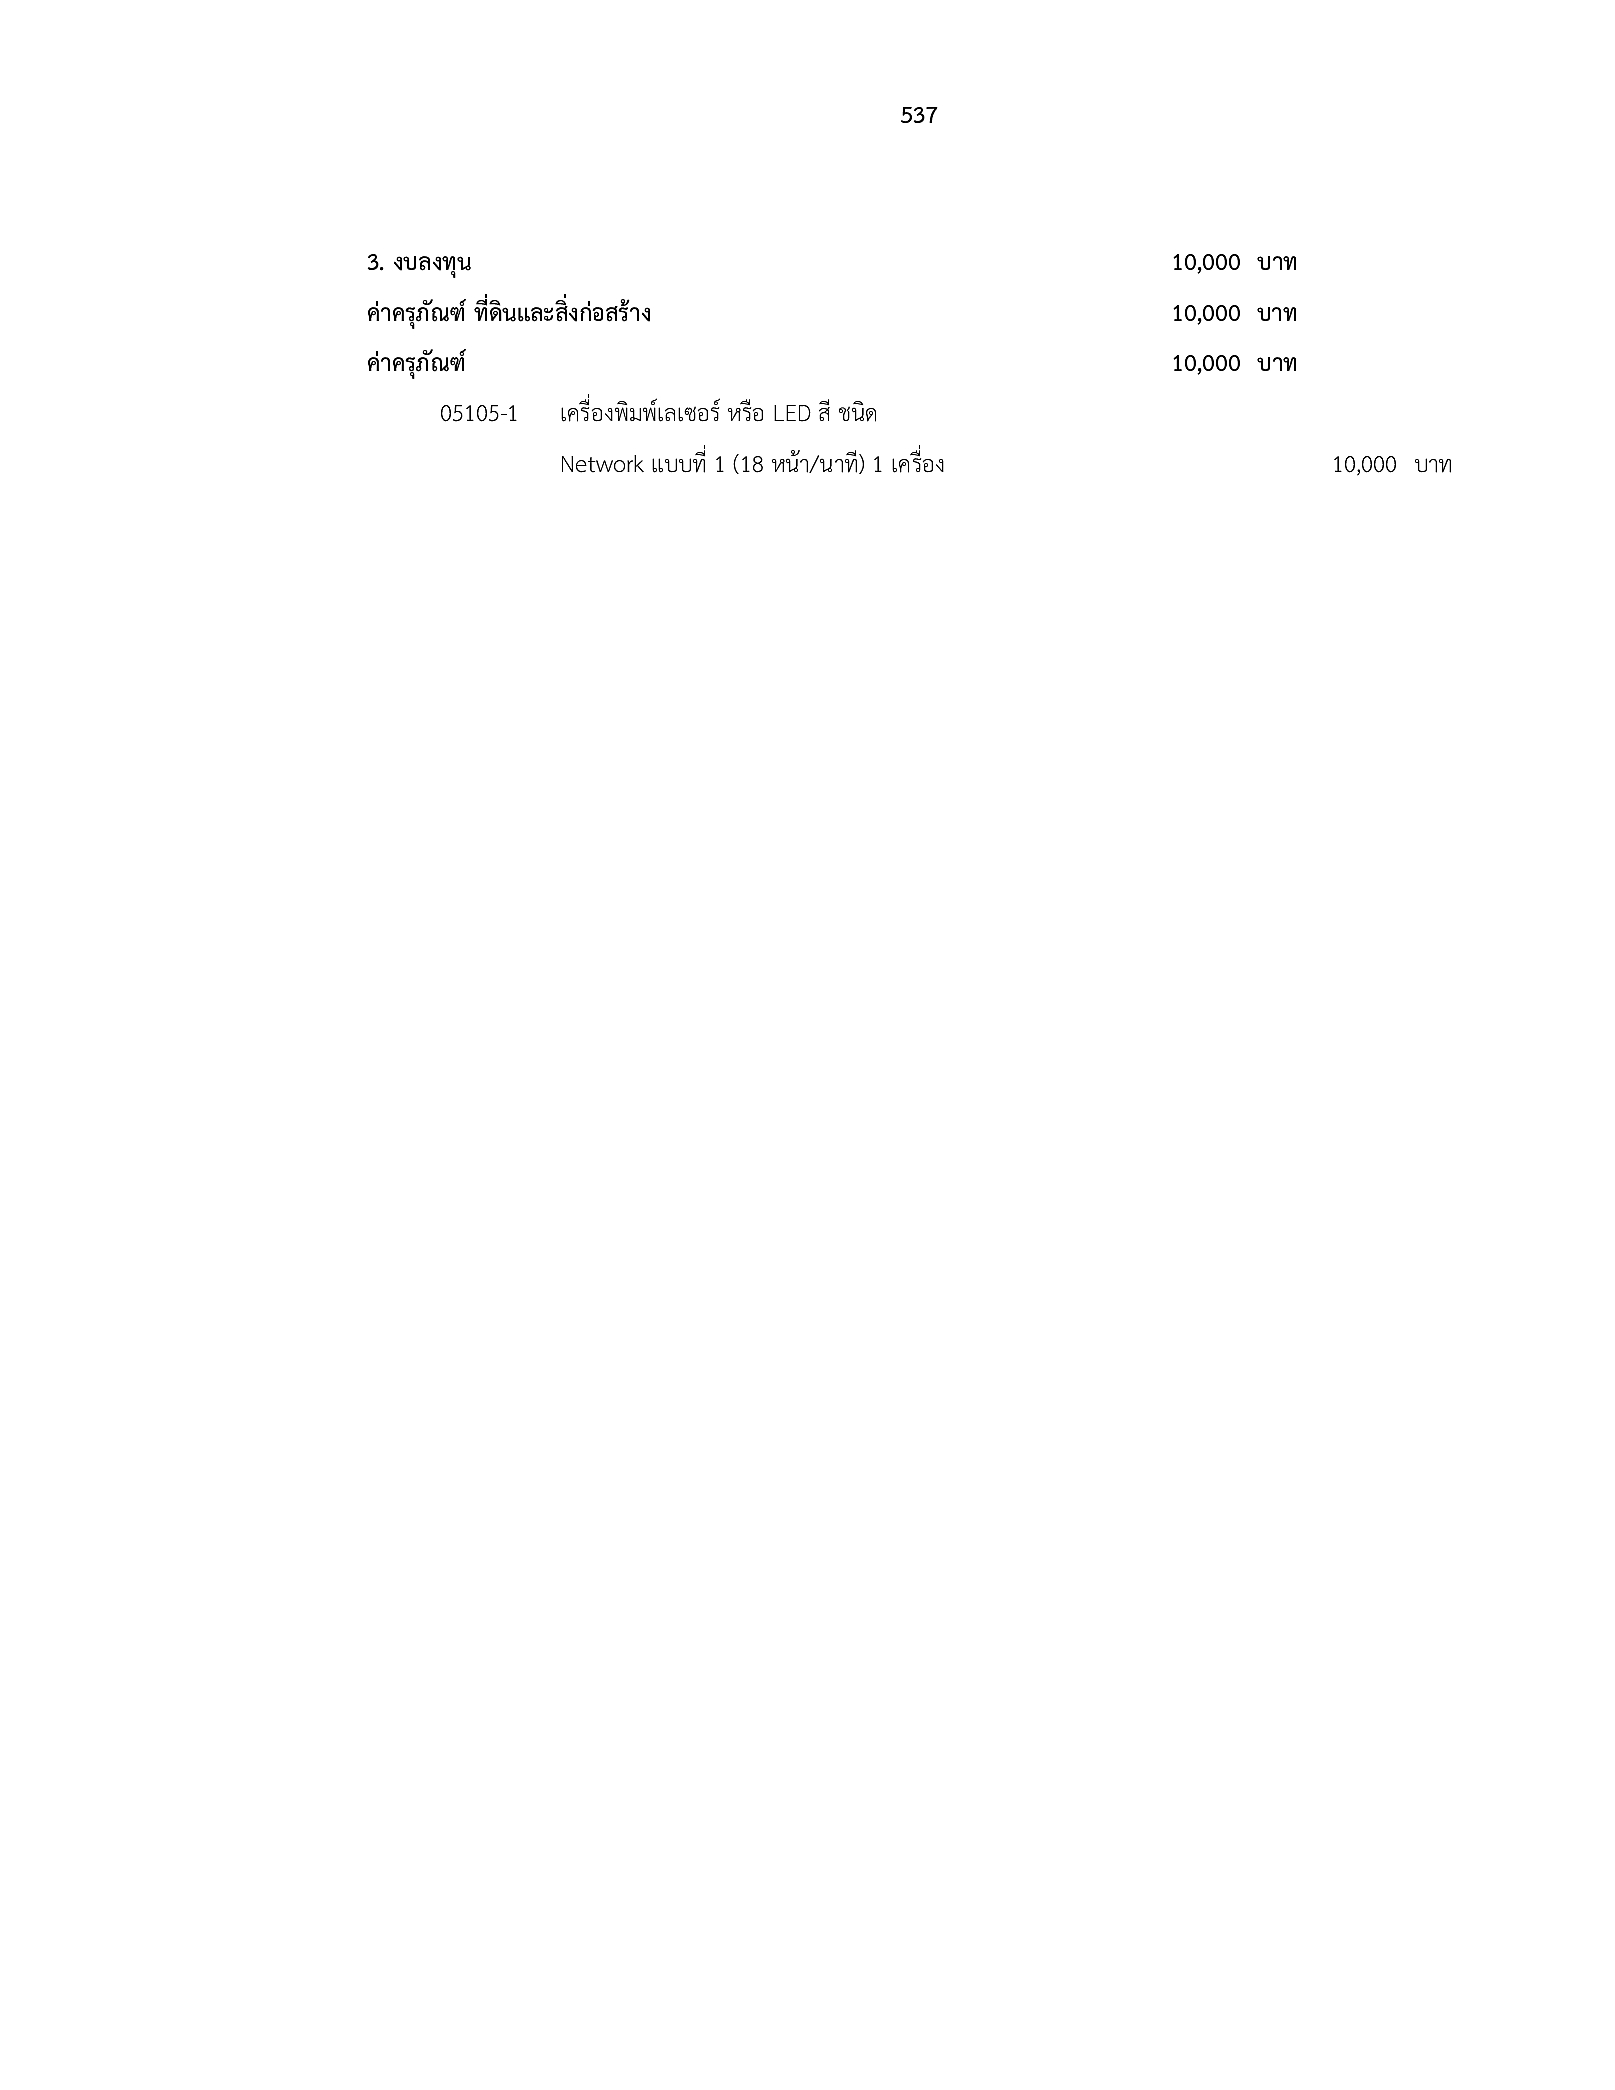 537
3. งบลงทุน 10,000 บาท
ค่าครุภัณฑ์ ที่ดินและสิ่งก่อสร้าง 10,000 บาท
ค่าครุภัณฑ์ 10,000 บาท
05105-1 เครื่องพิมพ์เลเซอร์ หรือ LED สี ชนิด
Network แบบที่ 1 (18 หน้า/นาที) 1 เครื่อง 10,000 บาท